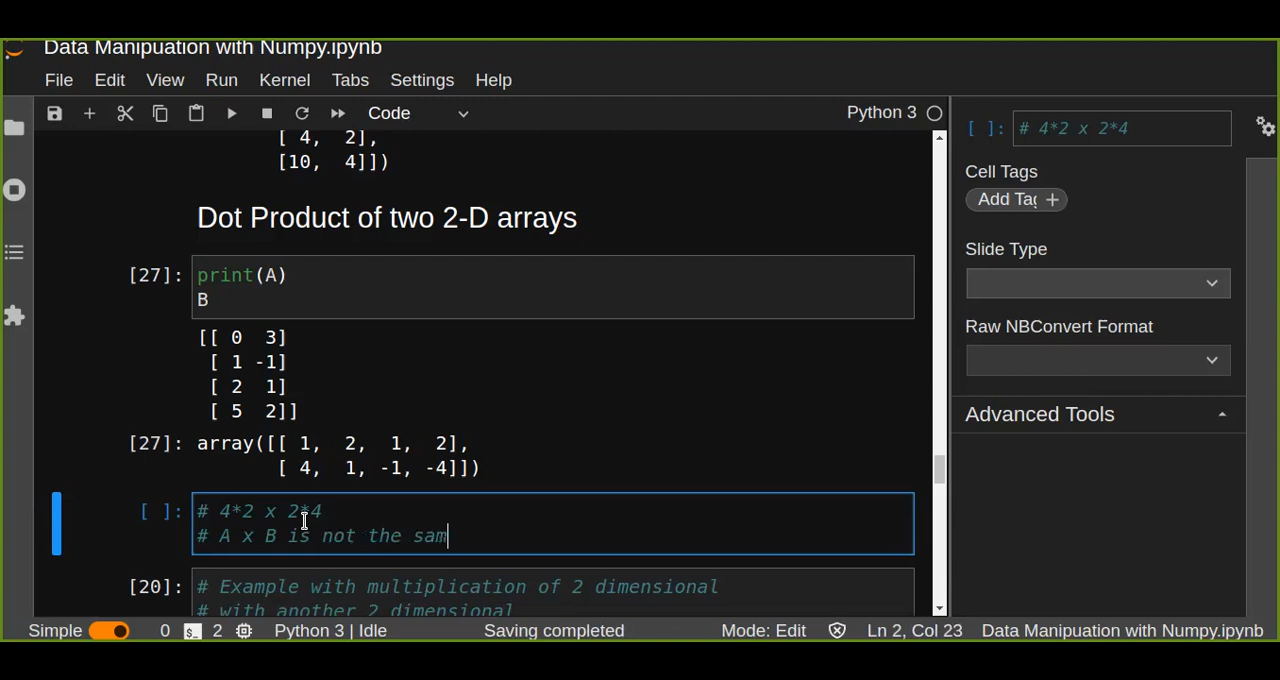 Data Manipuation with Numpy.ipynb
File Edit View Run Kernel Tabs Settings Help
Code Python 3
[ ]: # 4*2 x 2*4
[ 4, 2],
[10, 4]])
Cell Tags
Add Tag +
Dot Product of two 2-D arrays
Slide Type
[27]: print(A)
B
Raw NBConvert Format
[[ 0 3]
[ 1 -1]
[ 2 1]
[ 5 2]]
Advanced Tools
[27]: array([[ 1, 2, 1, 2],
[ 4, 1, -1, -4]])
[ ]: # 4*2 x 2*4
# A x B is not the sam
[20]: # Example with multiplication of 2 dimensional
# with another 2 dimensional
Simple 0 $_ 2 Python 3 | Idle Saving completed Mode: Edit Ln 2, Col 23 Data Manipuation with Numpy.ipynb